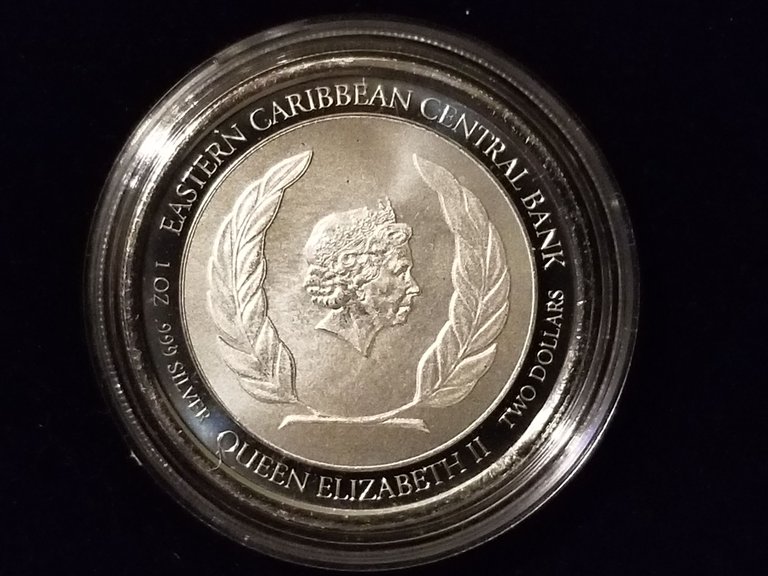 EASTERN CARIBBEAN CENTRAL BANK
1 OZ 999 SILVER
TWO DOLLARS
QUEEN ELIZABETH II